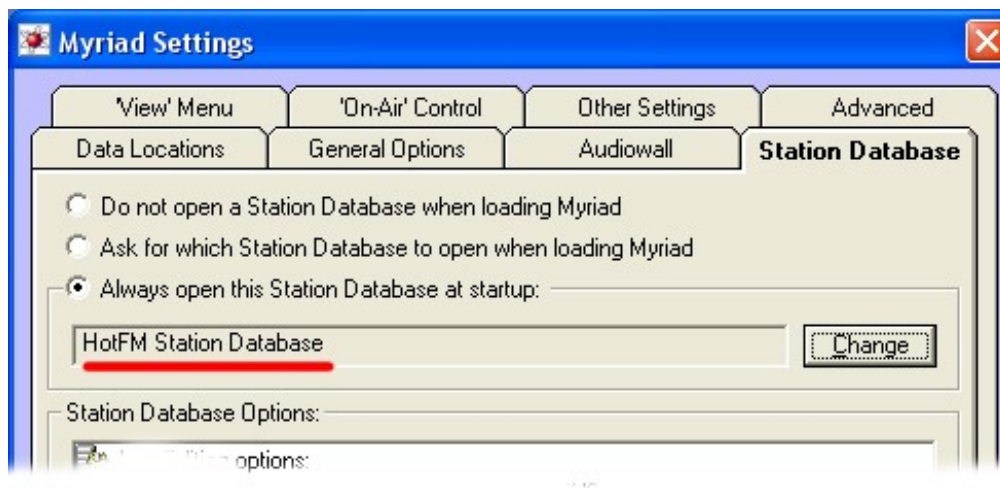 Myriad Settings
'View' Menu 'On-Air' Control Other Settings Advanced
Data Locations General Options Audiowall Station Database
Do not open a Station Database when loading Myriad
Ask for which Station Database to open when loading Myriad
Always open this Station Database at startup:
HotFM Station Database Change
Station Database Options:
options: